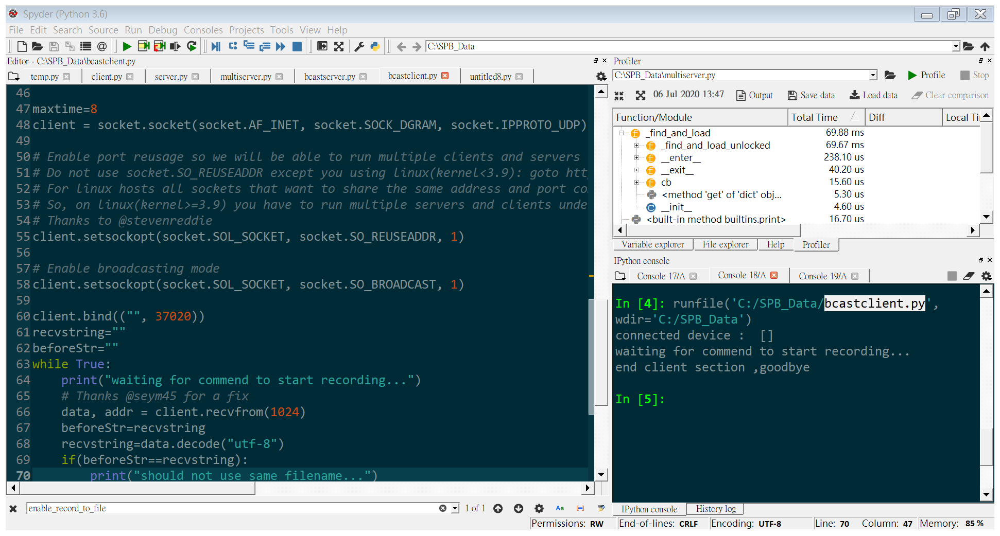 Spyder (Python 3.6)
File Edit Search Source Run Debug Consoles Projects Tools View Help
C:\SPB_Data
Editor - C:\SPB_Data\bcastclient.py
temp.py client.py server.py multiserver.py bcastserver.py bcastclient.py untitled8.py
46
47 maxtime=8
48 client = socket.socket(socket.AF_INET, socket.SOCK_DGRAM, socket.IPPROTO_UDP)
49
50 # Enable port reusage so we will be able to run multiple clients and servers
51 # Do not use socket.SO_REUSEADDR except you using linux(kernel<3.9): goto htt
52 # For linux hosts all sockets that want to share the same address and port co
53 # So, on linux(kernel>=3.9) you have to run multiple servers and clients unde
54 # Thanks to @stevenreddie
55 client.setsockopt(socket.SOL_SOCKET, socket.SO_REUSEADDR, 1)
56
57 # Enable broadcasting mode
58 client.setsockopt(socket.SOL_SOCKET, socket.SO_BROADCAST, 1)
59
60 client.bind(("", 37020))
61 recvstring=""
62 beforeStr=""
63 while True:
64     print("waiting for commend to start recording...")
65     # Thanks @seym45 for a fix
66     data, addr = client.recvfrom(1024)
67     beforeStr=recvstring
68     recvstring=data.decode("utf-8")
69     if(beforeStr==recvstring):
70         print("should not use same filename...")
enable_record_to_file 1 of 1 Aa
Profiler
C:\SPB_Data\multiserver.py Profile Stop
06 Jul 2020 13:47 Output Save data Load data Clear comparison
Function/Module Total Time Diff Local Ti
_find_and_load 69.88 ms
_find_and_load_unlocked 69.67 ms
__enter__ 238.10 us
__exit__ 40.20 us
cb 15.60 us
<method 'get' of 'dict' obj... 5.30 us
__init__ 4.60 us
<built-in method builtins.print> 16.70 us
Variable explorer File explorer Help Profiler
IPython console
Console 17/A Console 18/A Console 19/A
In [4]: runfile('C:/SPB_Data/bcastclient.py',
wdir='C:/SPB_Data')
connected device :  []
waiting for commend to start recording...
end client section ,goodbye
In [5]:
IPython console History log
Permissions: RW End-of-lines: CRLF Encoding: UTF-8 Line: 70 Column: 47 Memory: 85 %